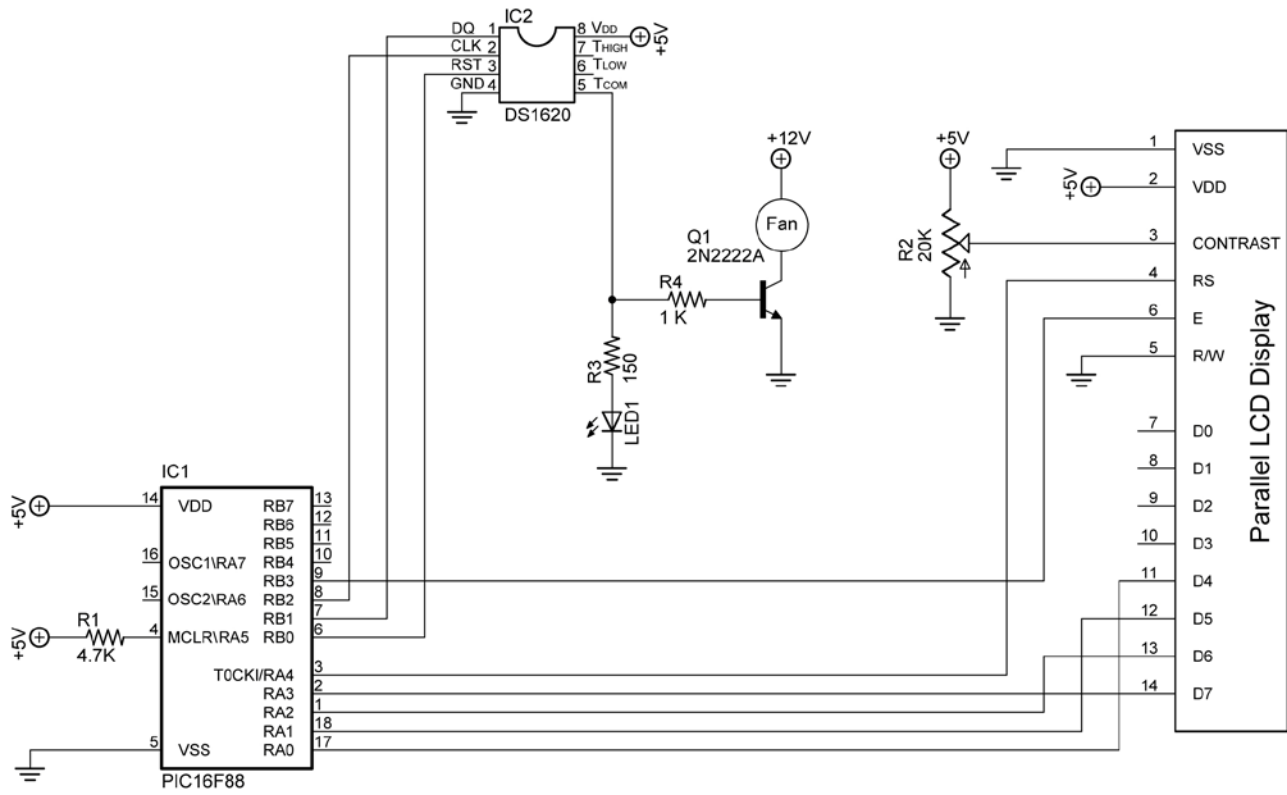 IC2
DQ 1 8 VDD
+5V
CLK 2 7 THIGH
RST 3 6 TLOW
GND 4 5 TCOM
DS1620
+12V
Fan
Q1
2N2222A
R4
1 K
R3
150
LED1
+5V
R2
20K
1 VSS
+5V
2 VDD
3 CONTRAST
4 RS
6 E
5 R/W
7 D0
8 D1
9 D2
10 D3
11 D4
12 D5
13 D6
14 D7
Parallel LCD Display
IC1
+5V
14 VDD RB7 13
RB6 12
RB5 11
16 OSC1\RA7 RB4 10
RB3 9
15 OSC2\RA6 RB2 8
RB1 7
+5V
R1
4.7K
4 MCLR\RA5 RB0 6
T0CKI/RA4 3
RA3 2
RA2 1
RA1 18
5 VSS RA0 17
PIC16F88